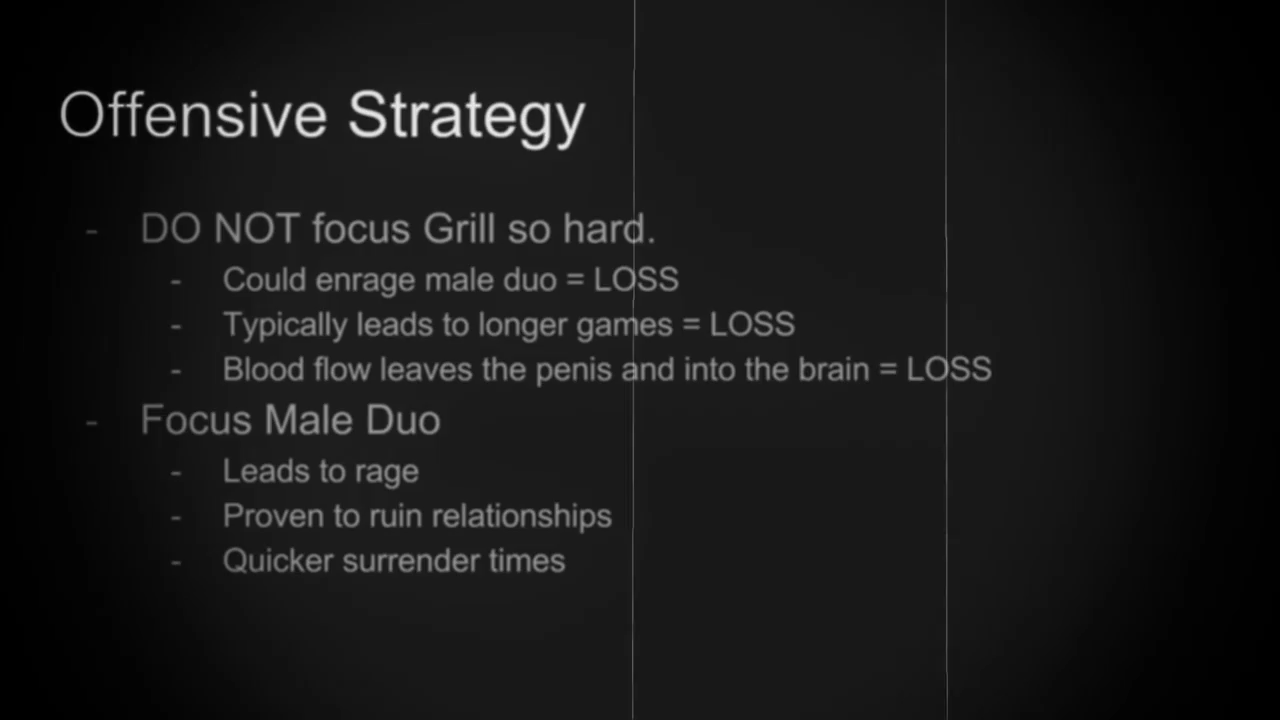 Offensive Strategy
- DO NOT focus Grill so hard.
- Could enrage male duo = LOSS
- Typically leads to longer games = LOSS
- Blood flow leaves the penis and into the brain = LOSS
- Focus Male Duo
- Leads to rage
- Proven to ruin relationships
- Quicker surrender times